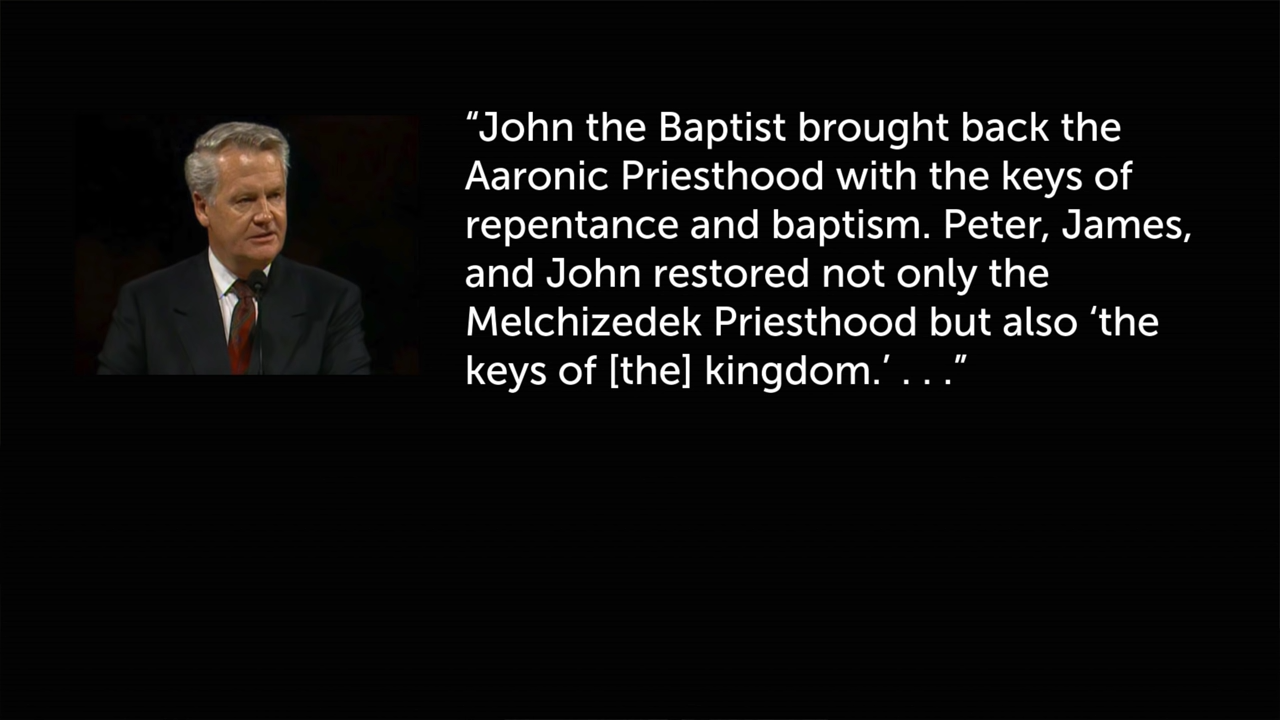 “John the Baptist brought back the
Aaronic Priesthood with the keys of
repentance and baptism. Peter, James,
and John restored not only the
Melchizedek Priesthood but also ‘the
keys of [the] kingdom.’ . . .”